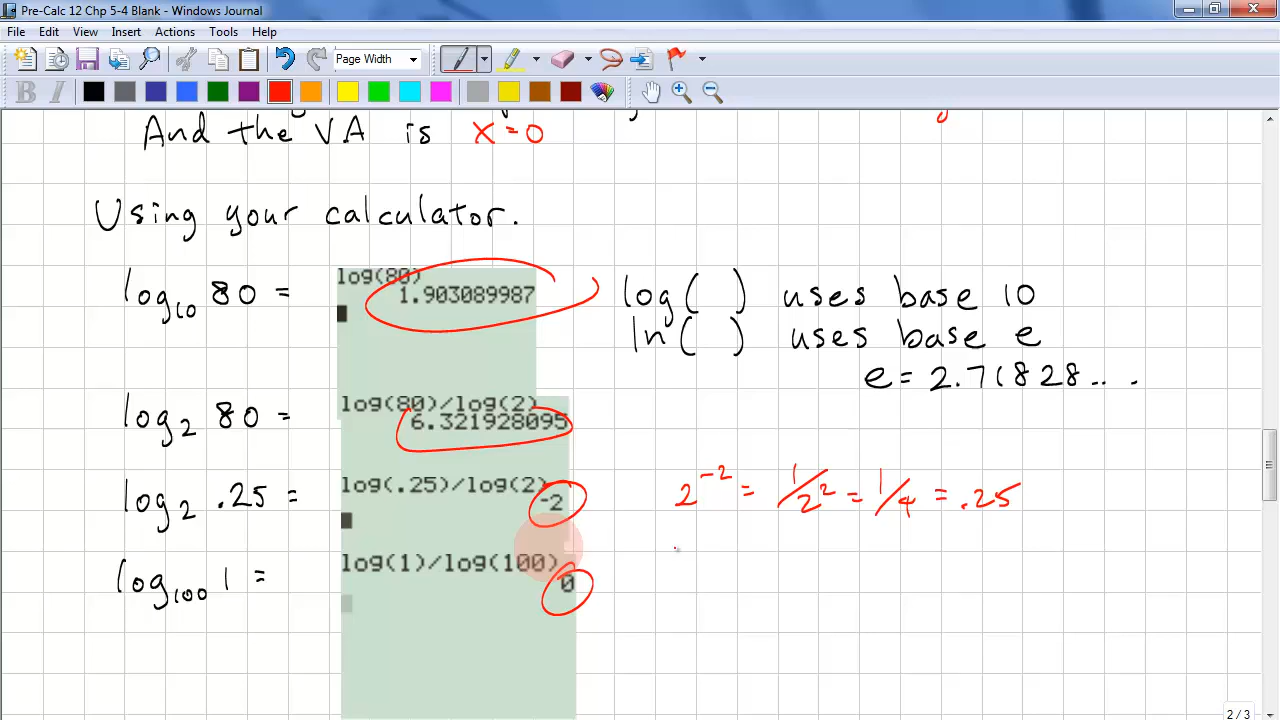 Pre-Calc 12 Chp 5-4 Blank - Windows Journal
File Edit View Insert Actions Tools Help
Page Width
And the VA is x=0
Using your calculator.
log₁₀ 80 =
log(80)
1.903089987
log( ) uses base 10
ln( ) uses base e
e = 2.71828...
log₂ 80 =
log(80)/log(2)
6.321928095
log₂ .25 =
log(.25)/log(2)
-2
2⁻² = 1/2² = 1/4 = .25
log₁₀₀ 1 =
log(1)/log(100)
0
2/3